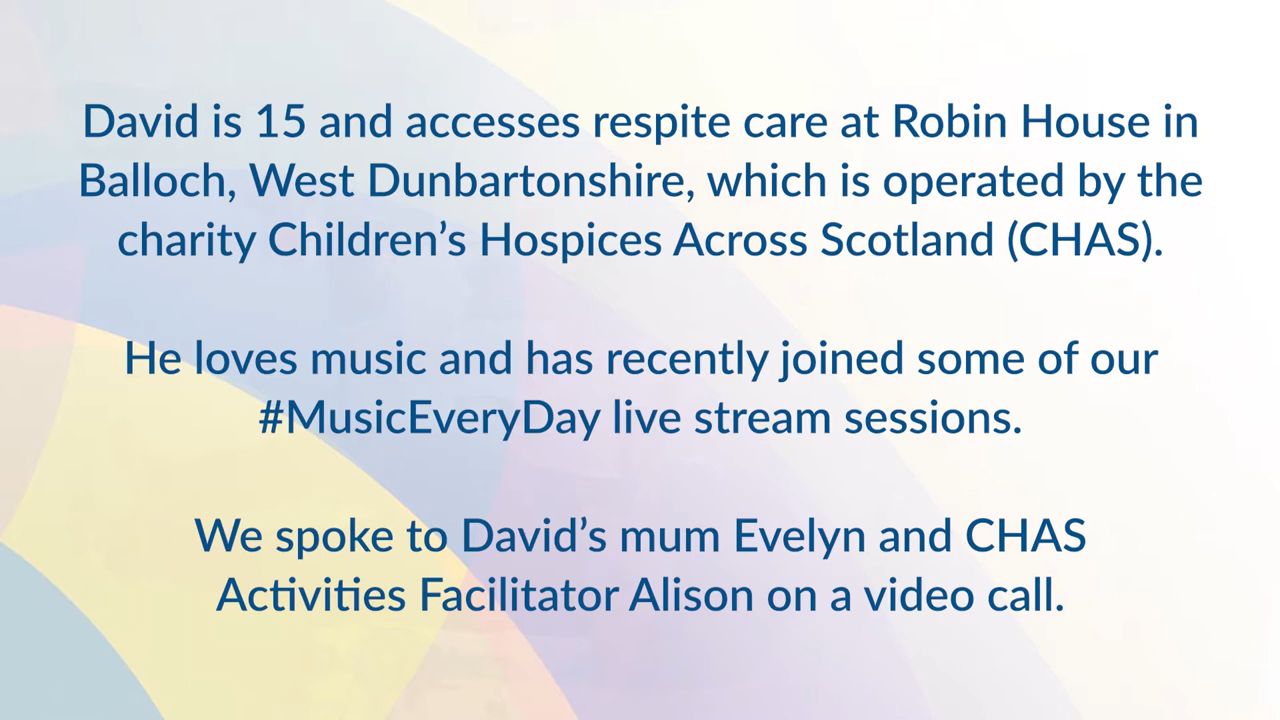 David is 15 and accesses respite care at Robin House in
Balloch, West Dunbartonshire, which is operated by the
charity Children’s Hospices Across Scotland (CHAS).
He loves music and has recently joined some of our
#MusicEveryDay live stream sessions.
We spoke to David’s mum Evelyn and CHAS
Activities Facilitator Alison on a video call.